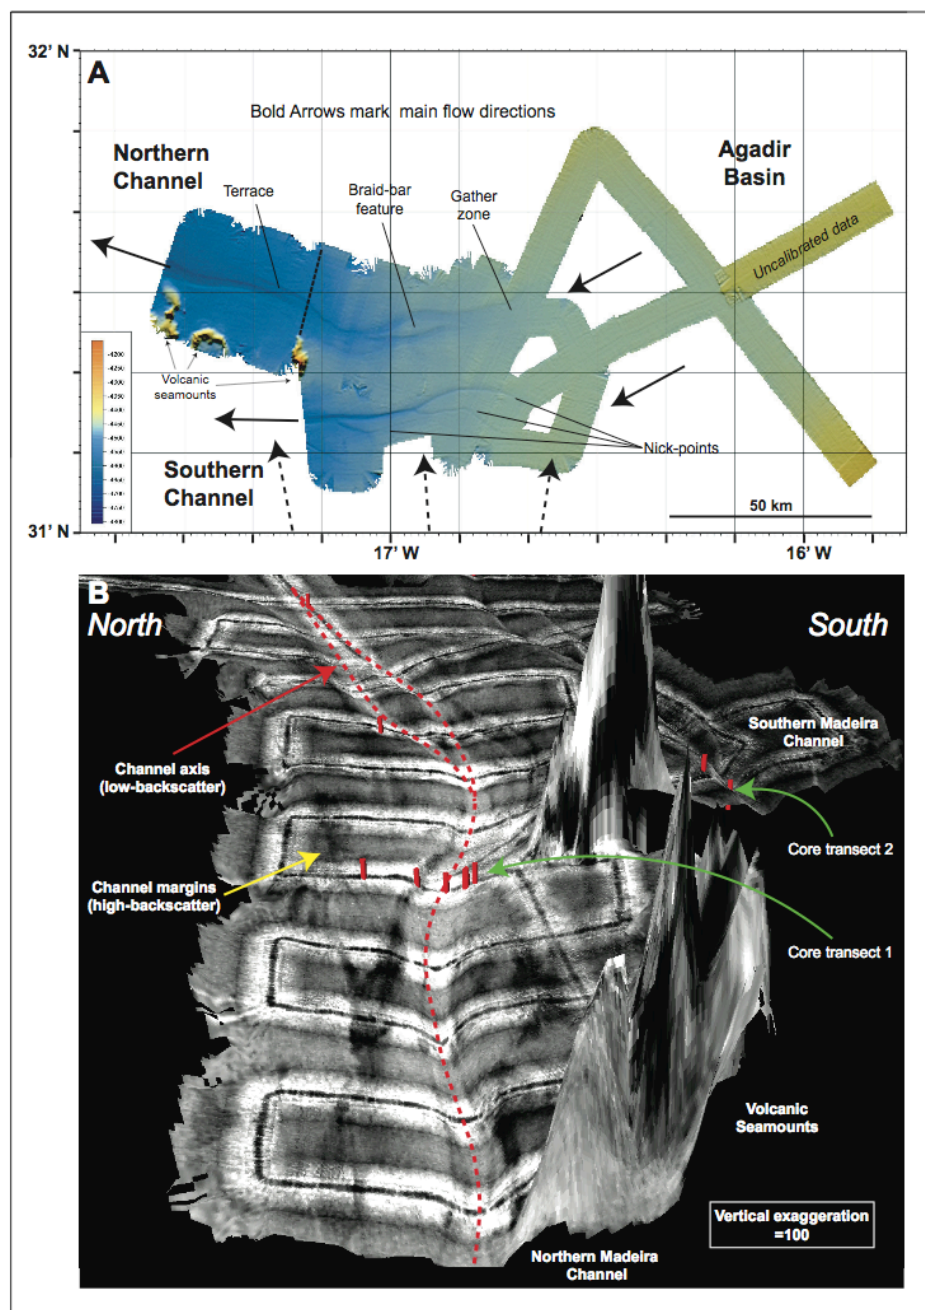 32' N
A
Bold Arrows mark main flow directions
Northern
Channel
Agadir
Basin
Terrace
Braid-bar
feature
Gather
zone
Uncalibrated data
-4200
Volcanic
seamounts
Nick-points
Southern
Channel
50 km
31' N
17' W
16' W
B
North
South
Southern Madeira
Channel
Channel axis
(low-backscatter)
Core transect 2
Channel margins
(high-backscatter)
Core transect 1
Volcanic
Seamounts
Vertical exaggeration
=100
Northern Madeira
Channel